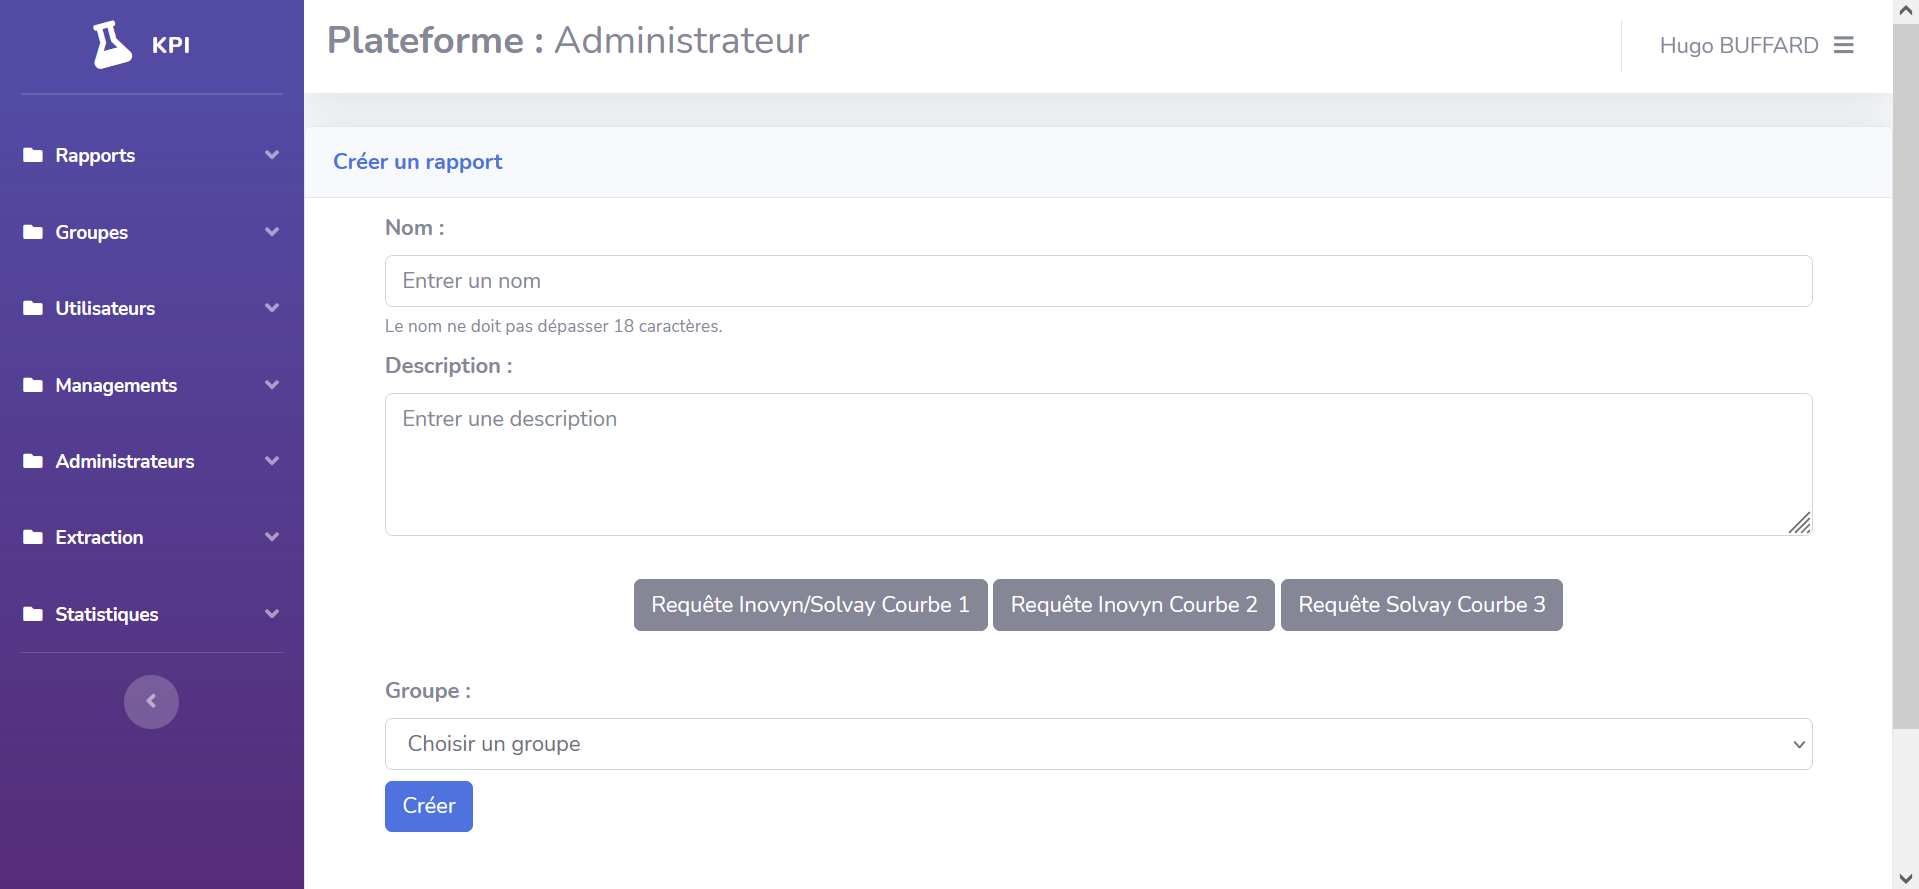 KPI
Plateforme : Administrateur
Hugo BUFFARD
Rapports
Groupes
Utilisateurs
Managements
Administrateurs
Extraction
Statistiques
Créer un rapport
Nom :
Entrer un nom
Le nom ne doit pas dépasser 18 caractères.
Description :
Entrer une description
Requête Inovyn/Solvay Courbe 1
Requête Inovyn Courbe 2
Requête Solvay Courbe 3
Groupe :
Choisir un groupe
Créer